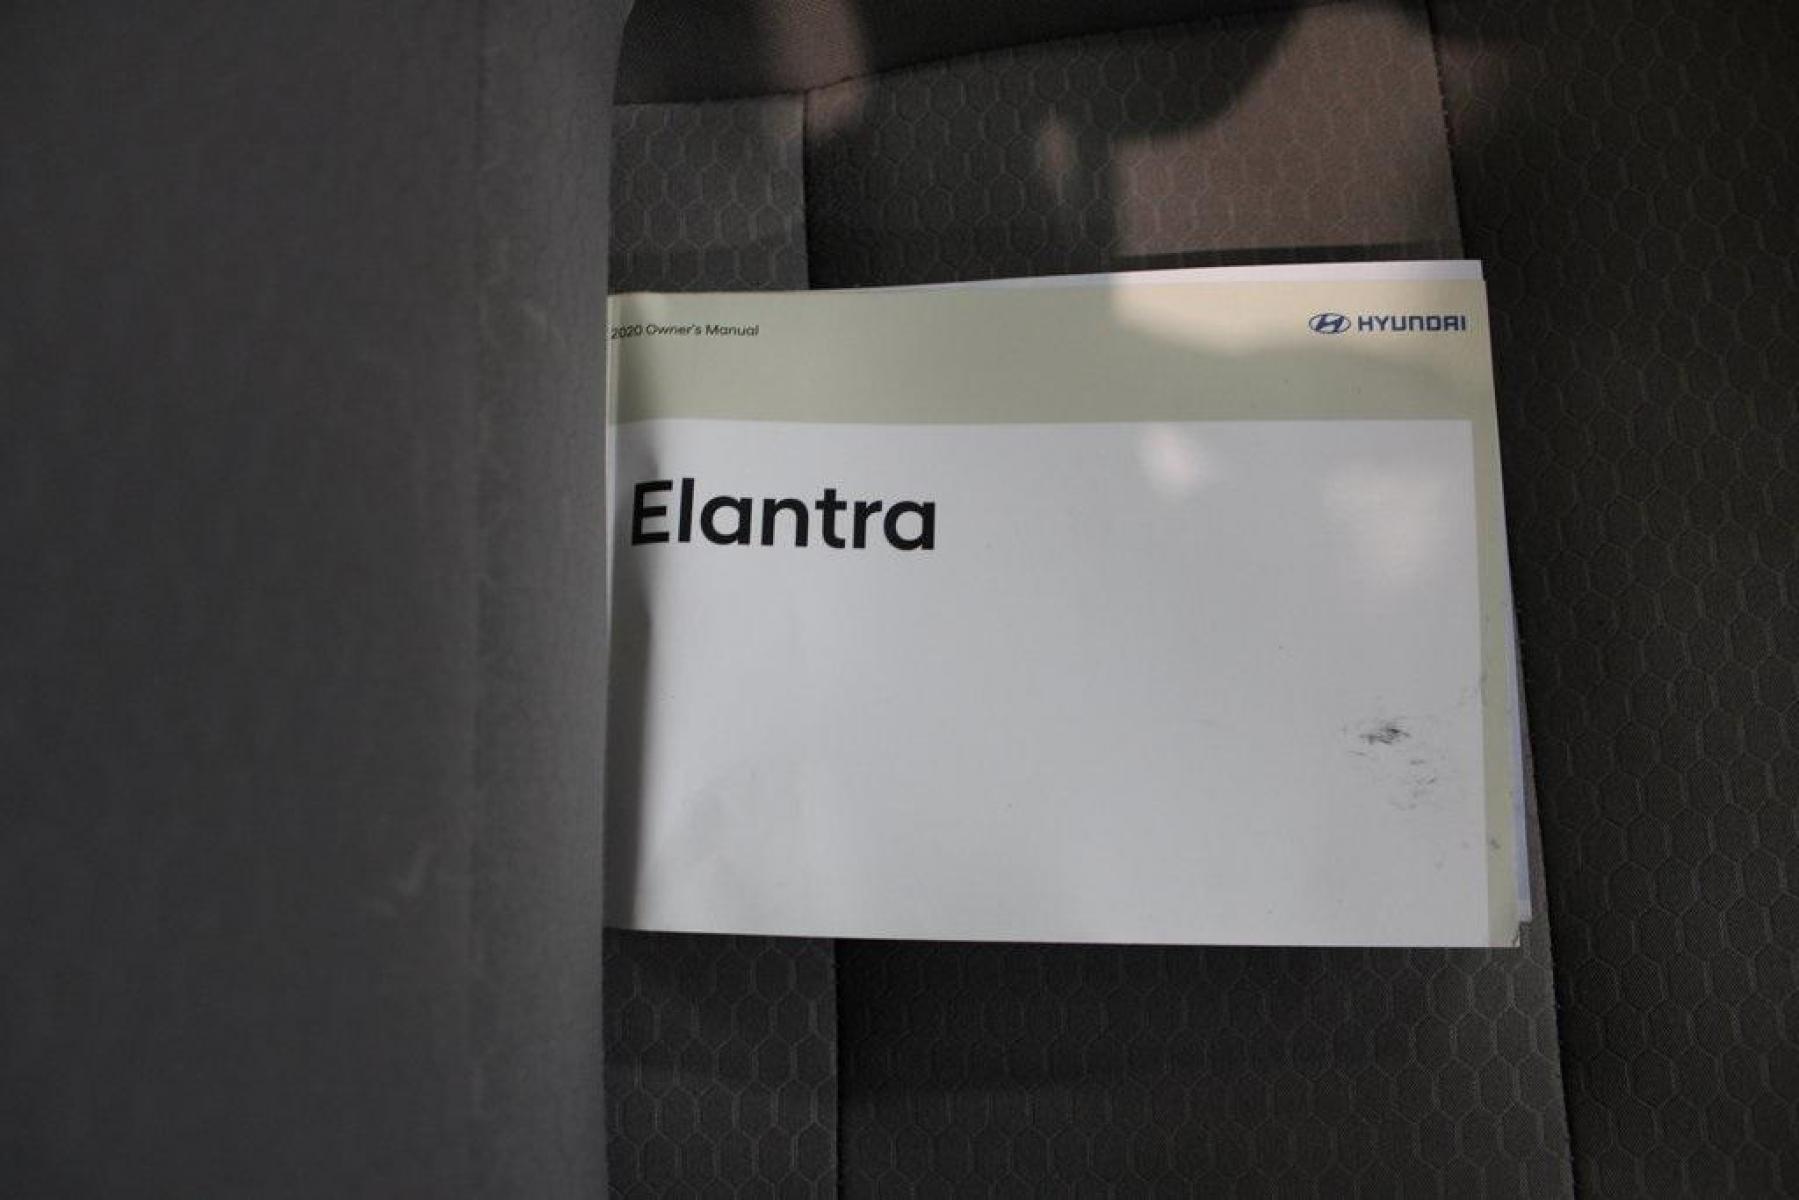 2020 Owner's Manual
HYUNDAI
Elantra